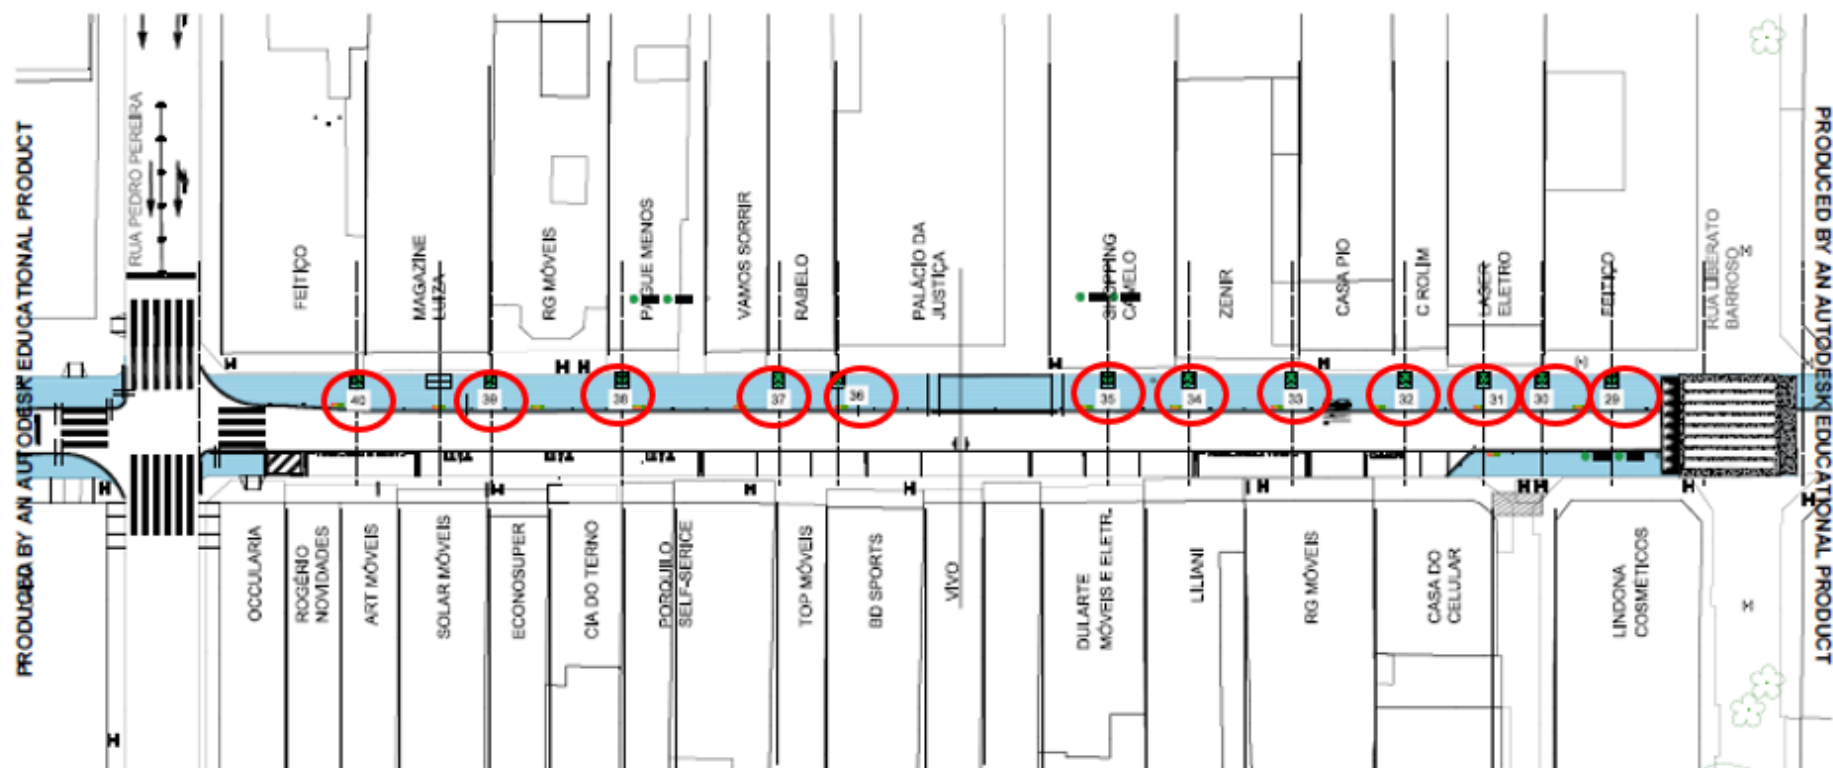 PRODUCED BY AN AUTODESK EDUCATIONAL PRODUCT
RUA PEDRO PEREIRA
FEITIÇO
MAGAZINE
LUIZA
RG MÓVEIS
PAGUE MENOS
VAMOS SORRIR
RABELO
PALÁCIO DA
JUSTIÇA
SHOPPING
CAMELO
ZENIR
CASA PIO
C ROLIM
LASER
ELETRO
FEITIÇO
RUA LIBERATO
BARROSO
PRODUCED BY AN AUTODESK EDUCATIONAL PRODUCT
40
39
38
37
36
35
34
33
32
31
30
29
OCCULARIA
ROGÉRIO
NOVIDADES
ART MÓVEIS
SOLAR MÓVEIS
ECONOSUPER
CIA DO TERNO
PORQUILO
SELF-SERICE
TOP MÓVEIS
BD SPORTS
VIVO
DULARTE
MÓVEIS E ELETR.
LILIANI
RG MÓVEIS
CASA DO
CELULAR
LINDONA
COSMÉTICOS